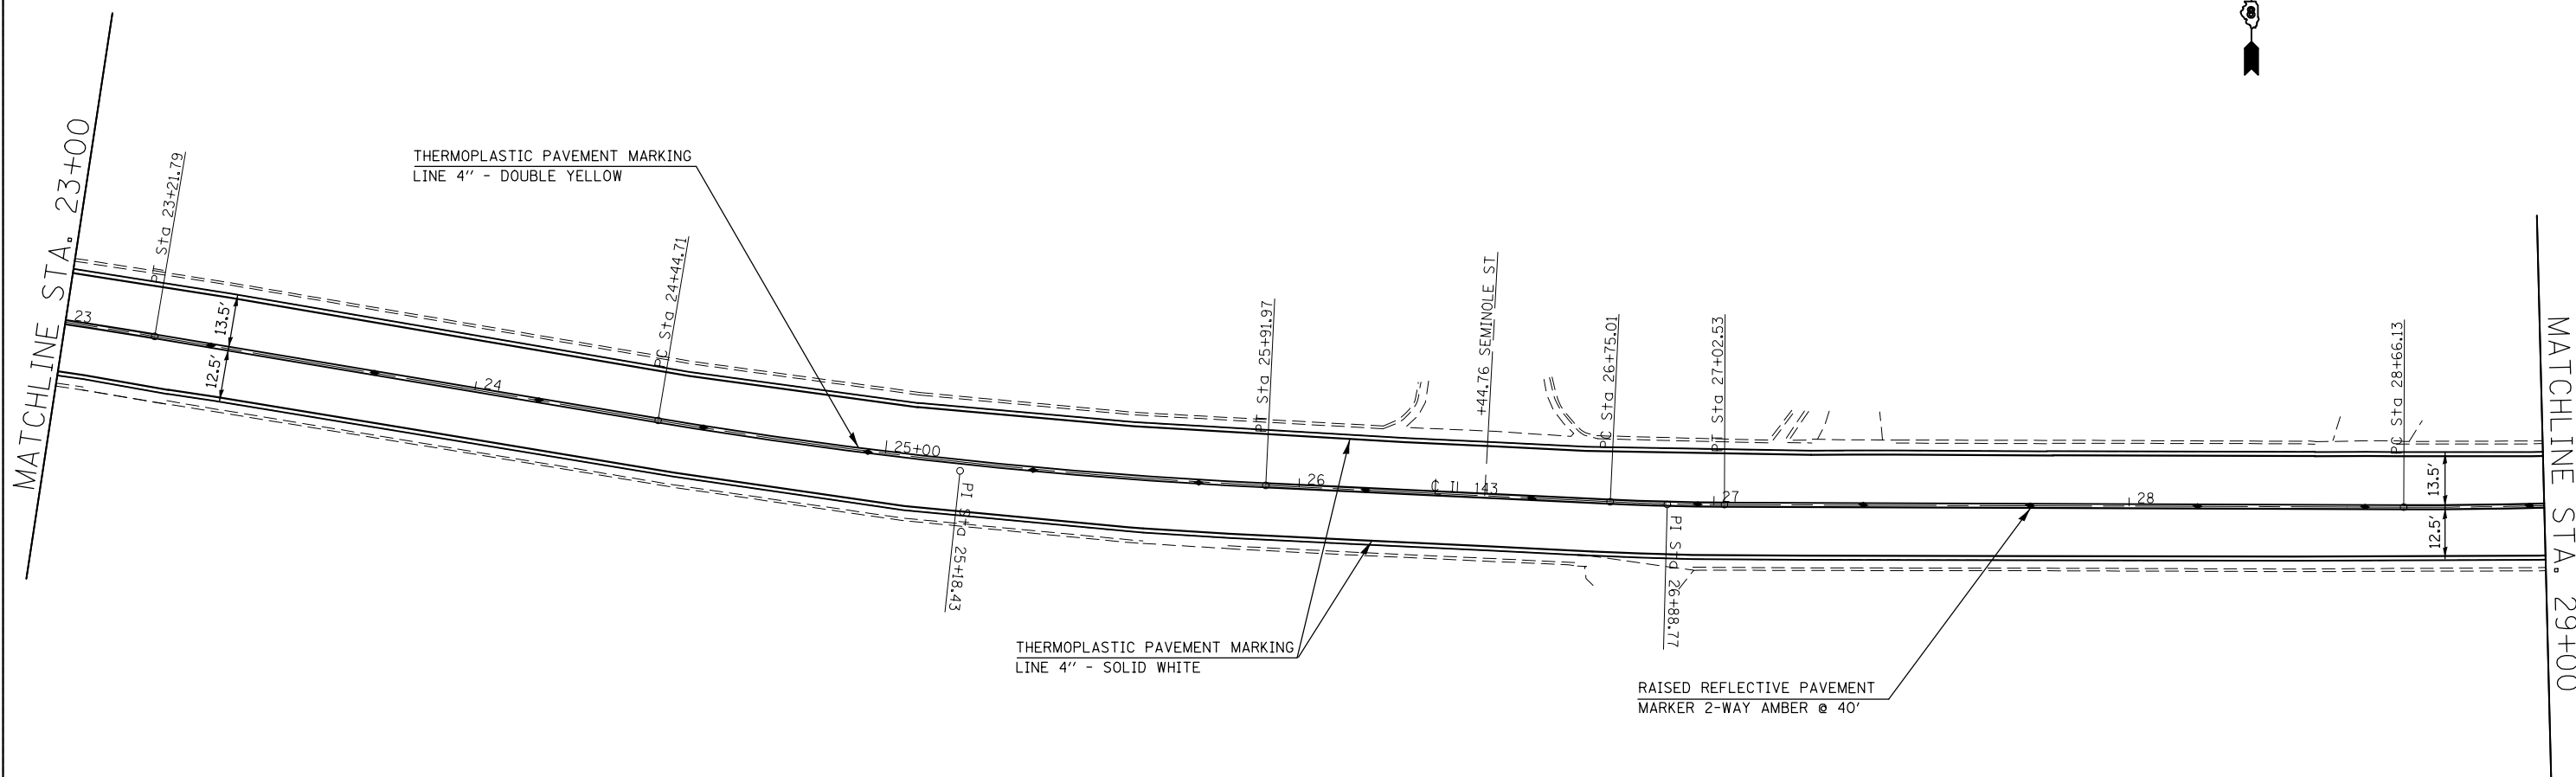 8
MATCHLINE STA. 23+00
PT Sta 23+21.79
THERMOPLASTIC PAVEMENT MARKING
LINE 4" - DOUBLE YELLOW
PC Sta 24+44.71
PT Sta 25+91.97
+44.76 SEMINOLE ST
PC Sta 26+75.01
PT Sta 27+02.53
PC Sta 28+66.13
MATCHLINE STA. 29+00
23
13.5'
12.5'
24
25+00
26
℄ IL 143
27
28
13.5'
12.5'
PI Sta 25+18.43
PI Sta 26+88.77
THERMOPLASTIC PAVEMENT MARKING
LINE 4" - SOLID WHITE
RAISED REFLECTIVE PAVEMENT
MARKER 2-WAY AMBER @ 40'